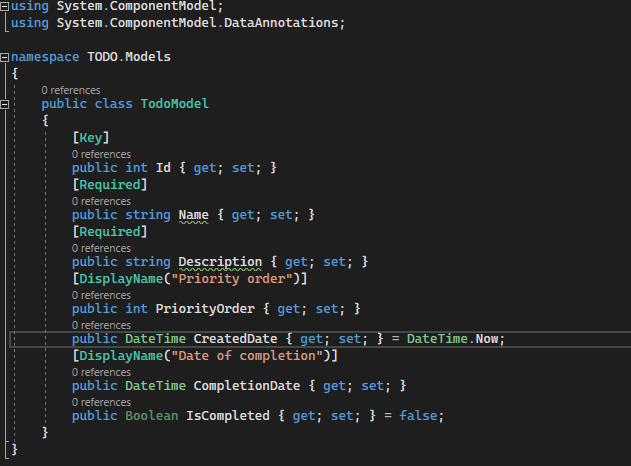 using System.ComponentModel;
using System.ComponentModel.DataAnnotations;
namespace TODO.Models
{
0 references
public class TodoModel
{
[Key]
0 references
public int Id { get; set; }
[Required]
0 references
public string Name { get; set; }
[Required]
0 references
public string Description { get; set; }
[DisplayName("Priority order")]
0 references
public int PriorityOrder { get; set; }
0 references
public DateTime CreatedDate { get; set; } = DateTime.Now;
[DisplayName("Date of completion")]
0 references
public DateTime CompletionDate { get; set; }
0 references
public Boolean IsCompleted { get; set; } = false;
}
}